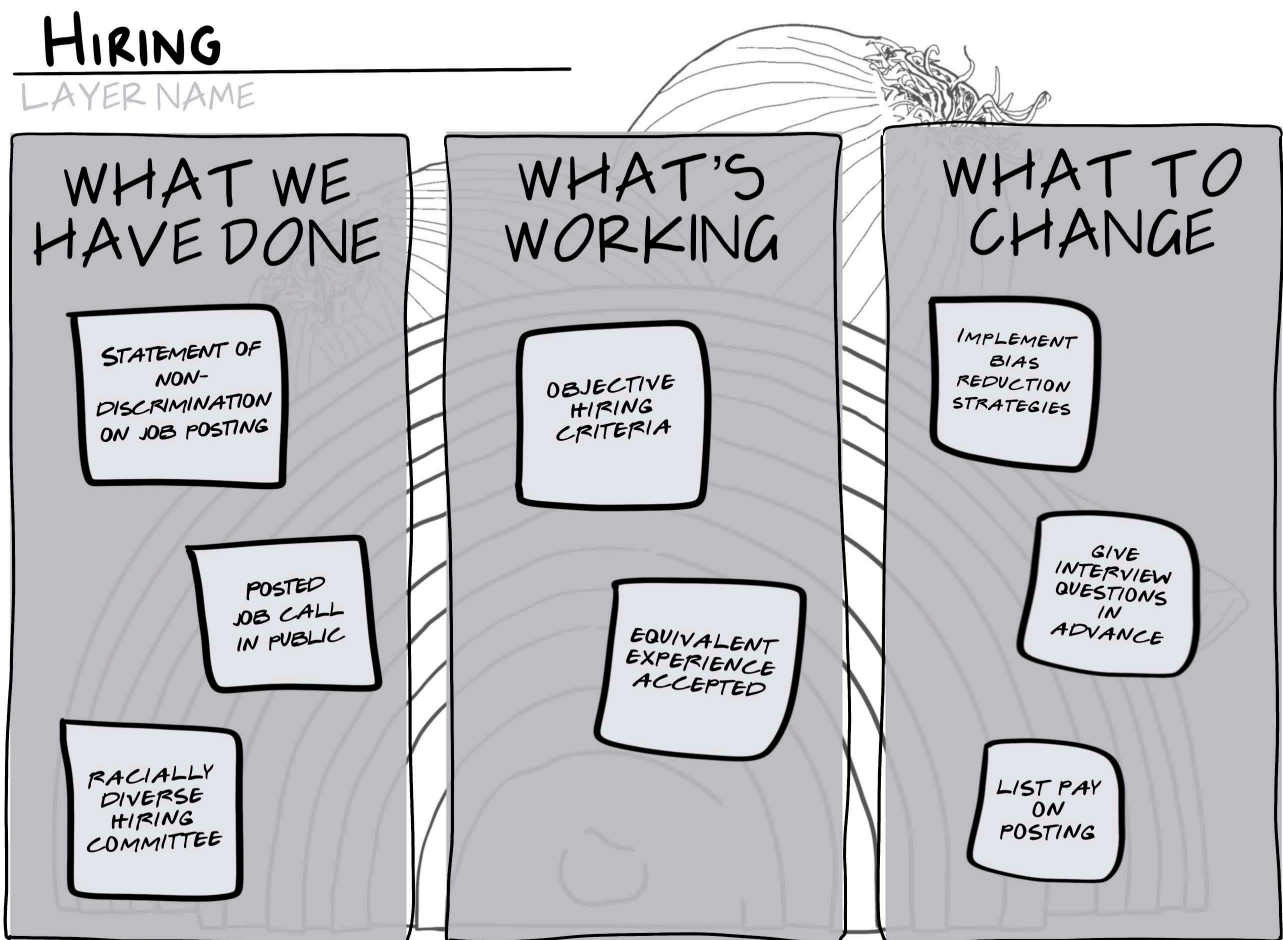 HIRING
LAYER NAME
WHAT WE
HAVE DONE
STATEMENT OF
NON-
DISCRIMINATION
ON JOB POSTING
POSTED
JOB CALL
IN PUBLIC
RACIALLY
DIVERSE
HIRING
COMMITTEE
WHAT'S
WORKING
OBJECTIVE
HIRING
CRITERIA
EQUIVALENT
EXPERIENCE
ACCEPTED
WHAT TO
CHANGE
IMPLEMENT
BIAS
REDUCTION
STRATEGIES
GIVE
INTERVIEW
QUESTIONS
IN
ADVANCE
LIST PAY
ON
POSTING